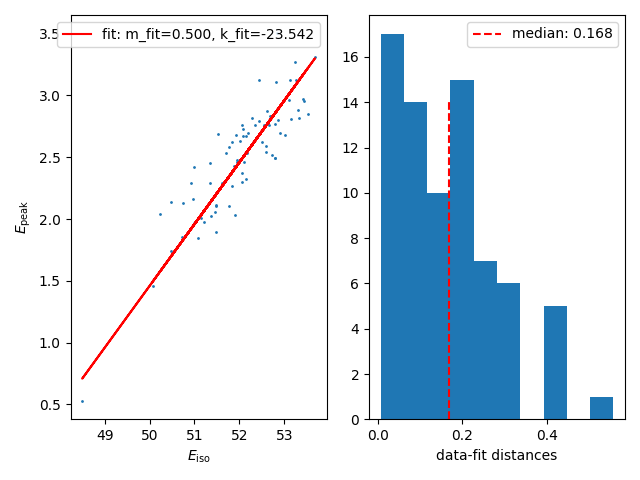 fit: m_fit=0.500, k_fit=-23.542
3.5
3.0
2.5
2.0
1.5
1.0
0.5
E_peak
49 50 51 52 53
E_iso
median: 0.168
16
14
12
10
8
6
4
2
0
0.0 0.2 0.4
data-fit distances